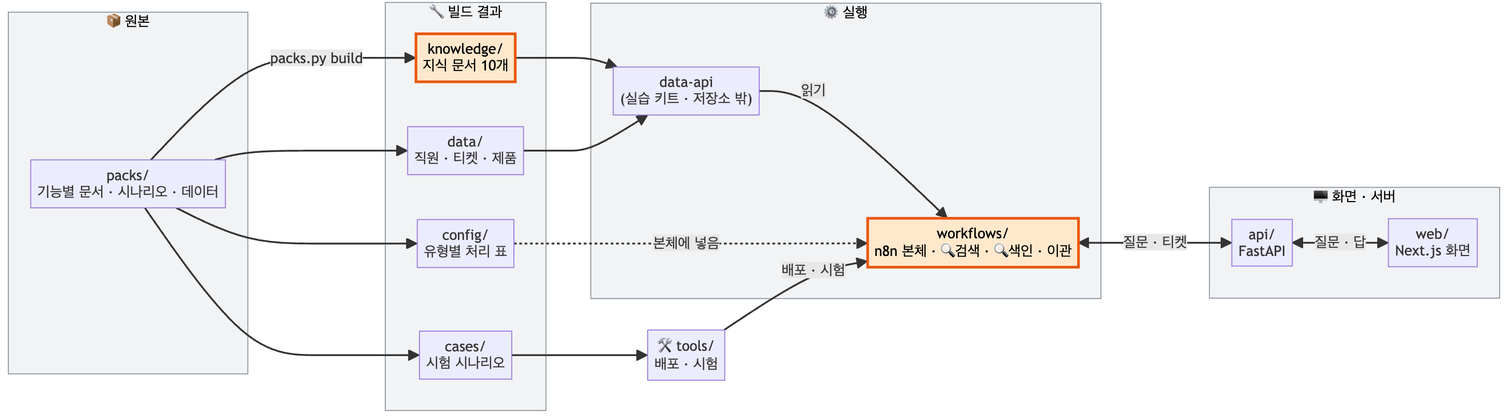 📦 원본
packs/
기능별 문서 · 시나리오 · 데이터
packs.py build
🔧 빌드 결과
knowledge/
지식 문서 10개
data/
직원 · 티켓 · 제품
config/
유형별 처리 표
cases/
시험 시나리오
⚙️ 실행
data-api
(실습 키트 · 저장소 밖)
읽기
본체에 넣음
workflows/
n8n 본체 · 🔍검색 · 🔍색인 · 이관
배포 · 시험
🛠️ tools/
배포 · 시험
질문 · 티켓
🖥️ 화면 · 서버
api/
FastAPI
질문 · 답
web/
Next.js 화면